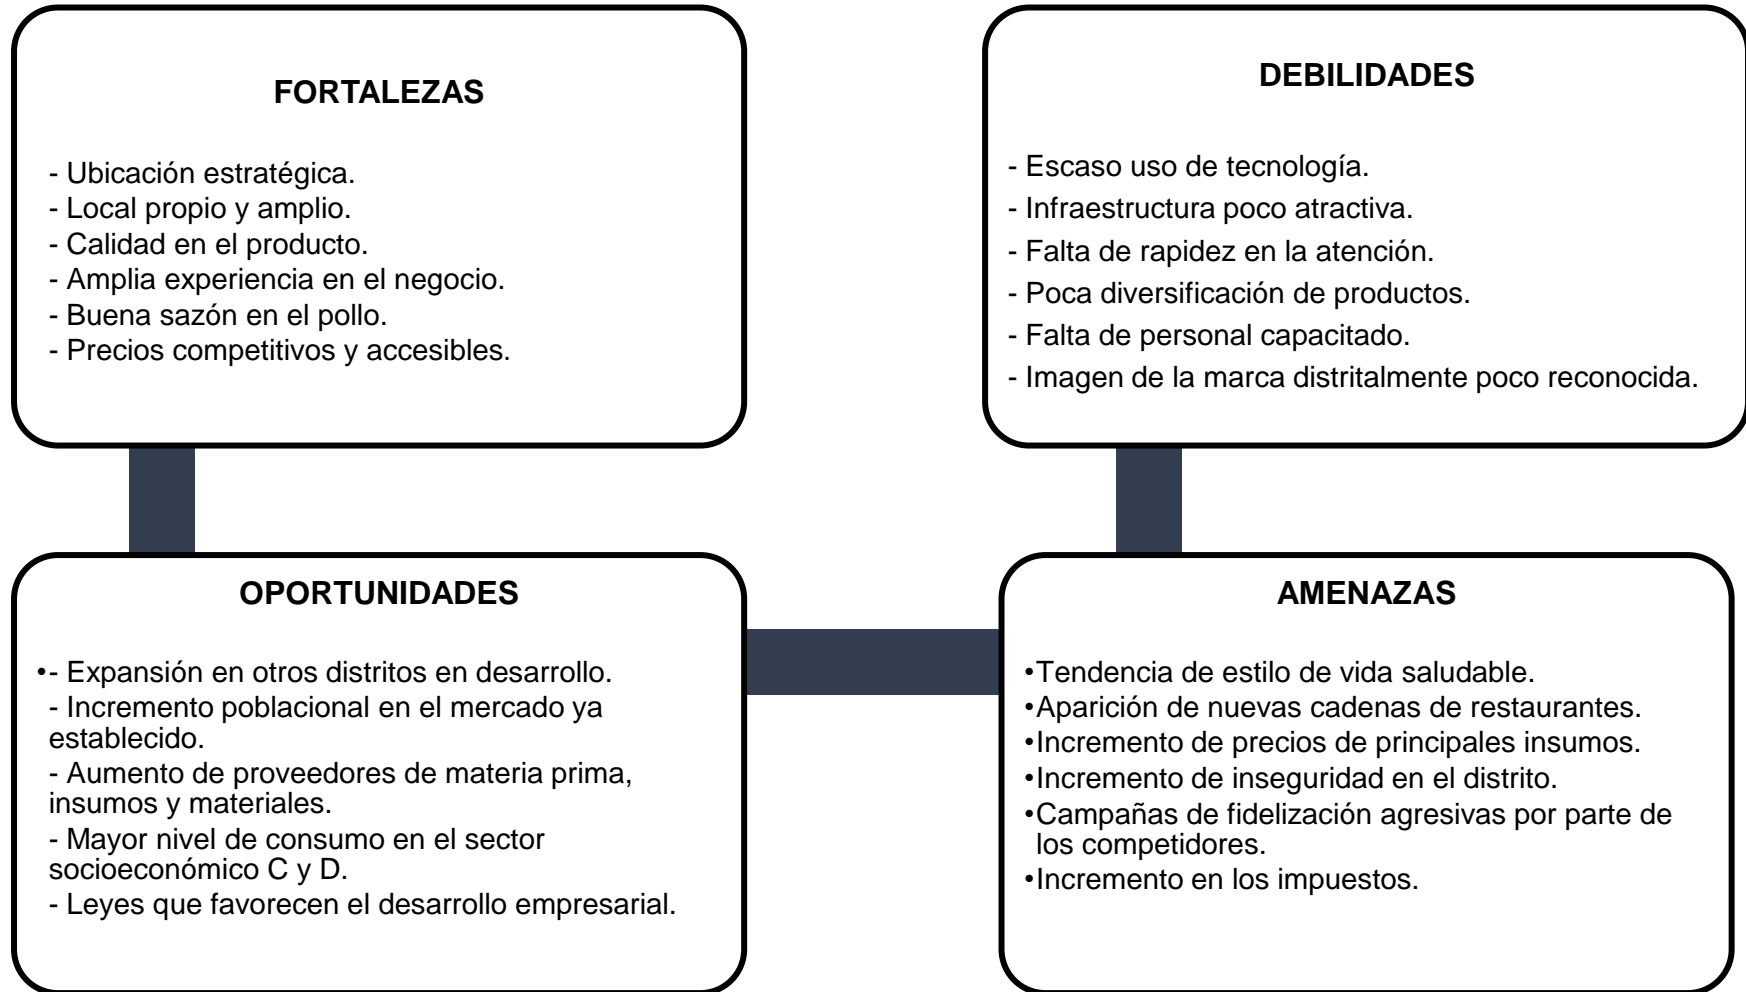 FORTALEZAS
- Ubicación estratégica.
- Local propio y amplio.
- Calidad en el producto.
- Amplia experiencia en el negocio.
- Buena sazón en el pollo.
- Precios competitivos y accesibles.
DEBILIDADES
- Escaso uso de tecnología.
- Infraestructura poco atractiva.
- Falta de rapidez en la atención.
- Poca diversificación de productos.
- Falta de personal capacitado.
- Imagen de la marca distritalmente poco reconocida.
OPORTUNIDADES
•- Expansión en otros distritos en desarrollo.
- Incremento poblacional en el mercado ya
establecido.
- Aumento de proveedores de materia prima,
insumos y materiales.
- Mayor nivel de consumo en el sector
socioeconómico C y D.
- Leyes que favorecen el desarrollo empresarial.
AMENAZAS
•Tendencia de estilo de vida saludable.
•Aparición de nuevas cadenas de restaurantes.
•Incremento de precios de principales insumos.
•Incremento de inseguridad en el distrito.
•Campañas de fidelización agresivas por parte de
los competidores.
•Incremento en los impuestos.